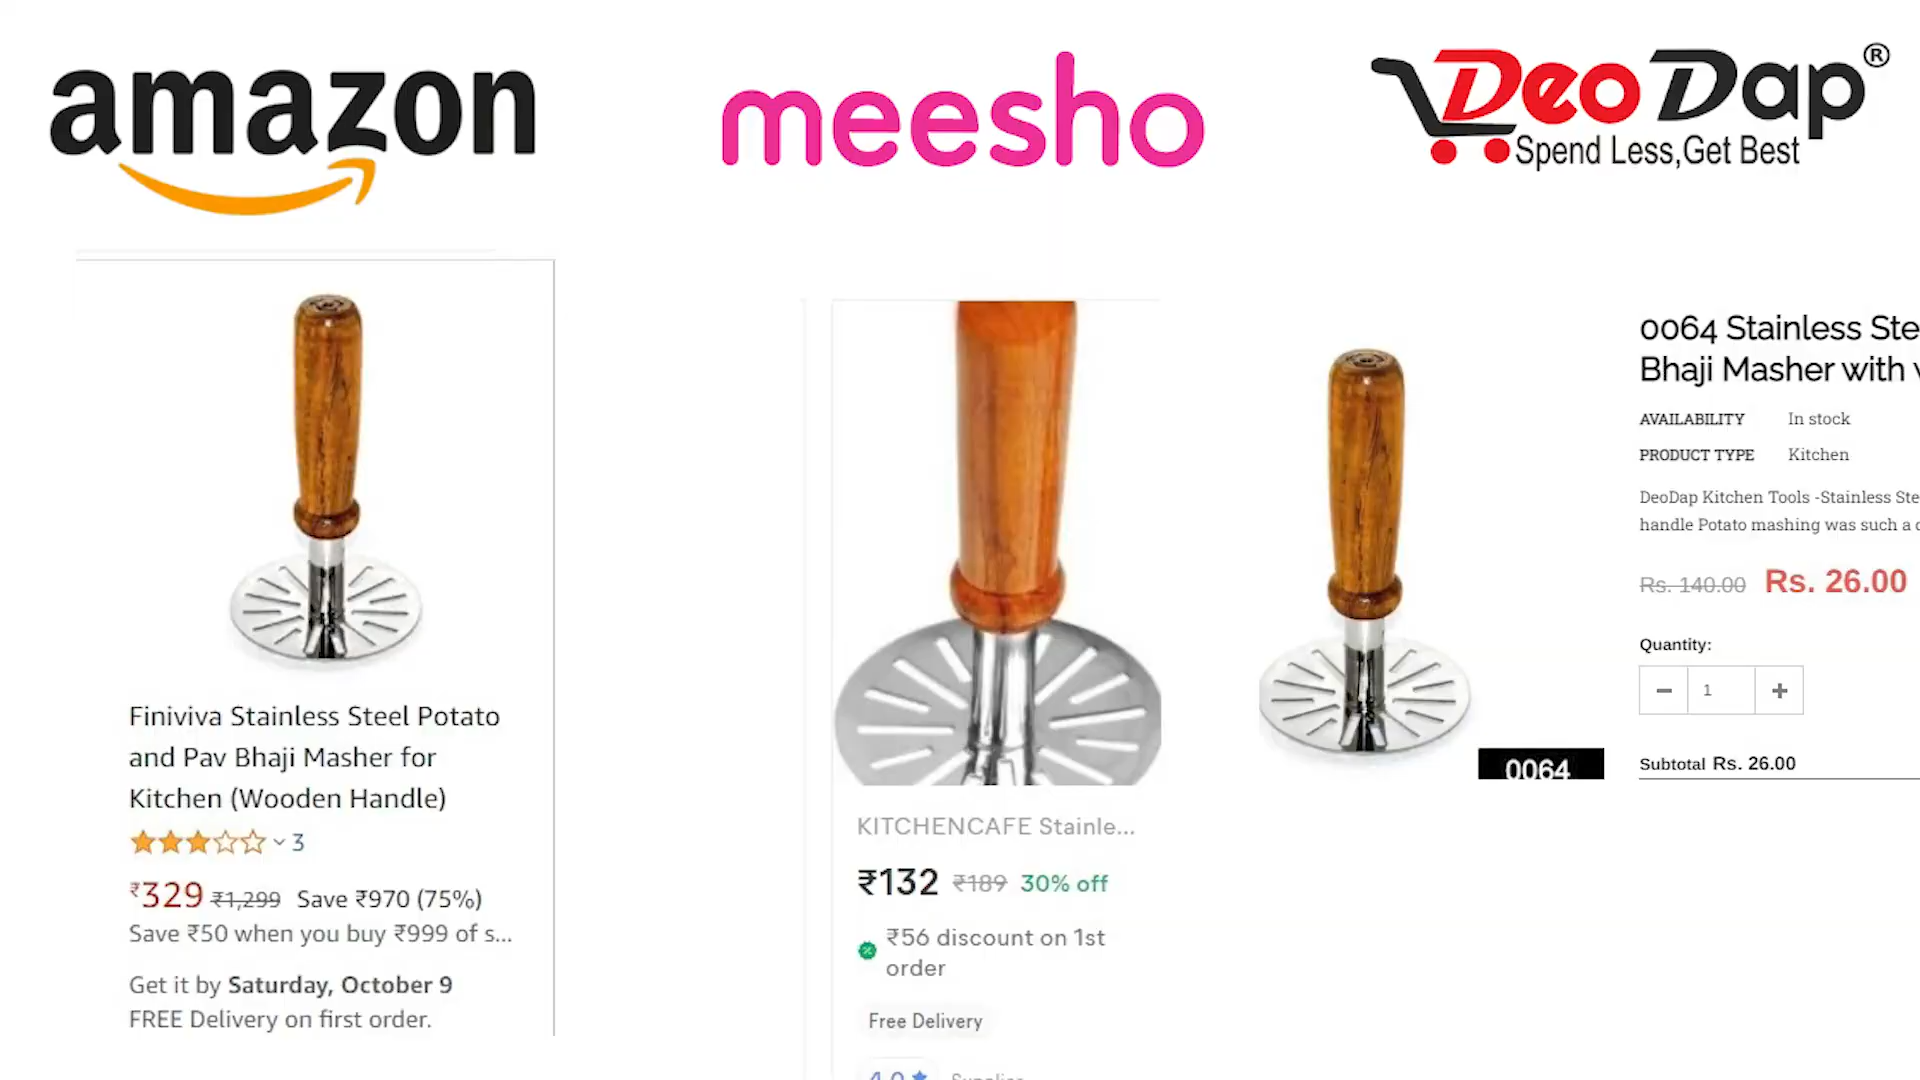 amazon
meesho
DeoDap®
Spend Less,Get Best
Finiviva Stainless Steel Potato
and Pav Bhaji Masher for
Kitchen (Wooden Handle)
3
₹329 ₹1,299 Save ₹970 (75%)
Save ₹50 when you buy ₹999 of s...
Get it by Saturday, October 9
FREE Delivery on first order.
KITCHENCAFE Stainle...
₹132 ₹189 30% off
₹56 discount on 1st
order
Free Delivery
4.0 Supplier
0064
0064 Stainless Ste
Bhaji Masher with
AVAILABILITY In stock
PRODUCT TYPE Kitchen
DeoDap Kitchen Tools -Stainless Ste
handle Potato mashing was such a
Rs. 140.00 Rs. 26.00
Quantity:
1
Subtotal Rs. 26.00